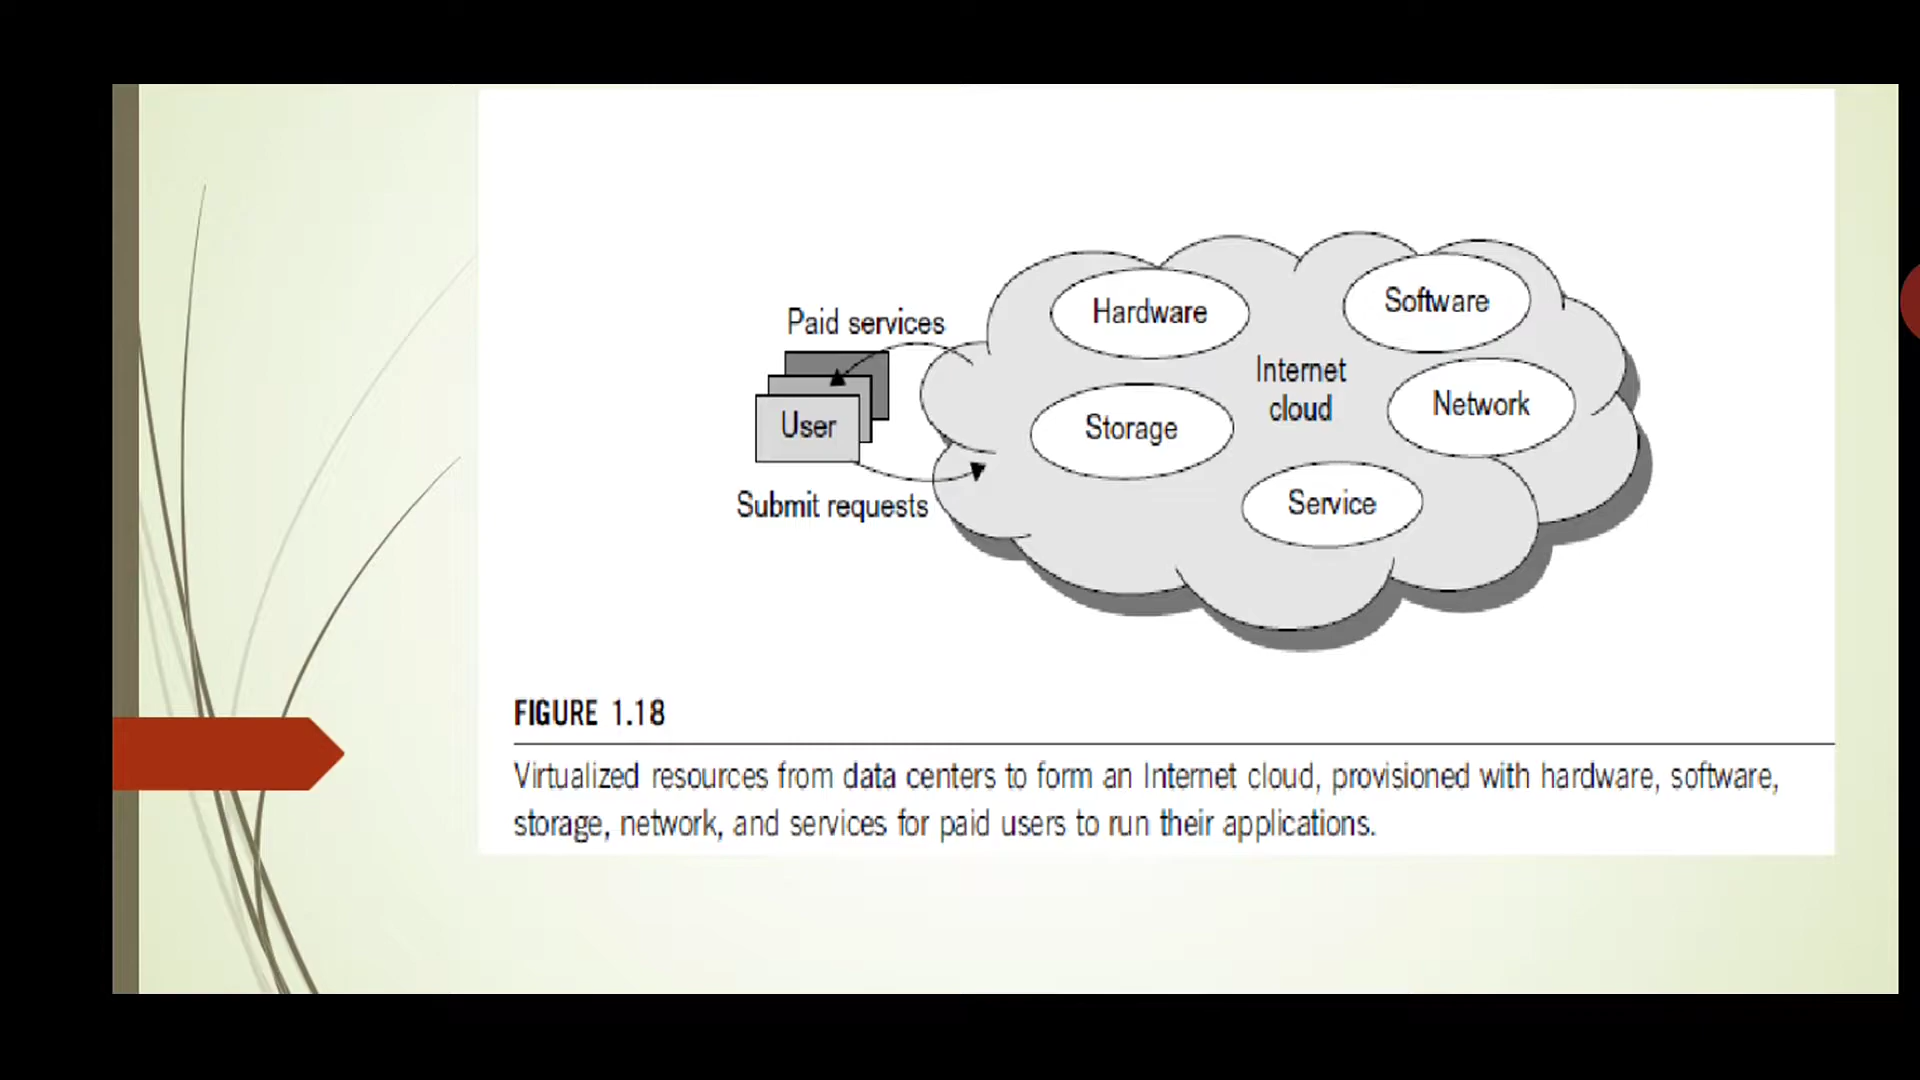 Paid services
User
Submit requests
Hardware
Software
Internet
cloud
Network
Storage
Service
FIGURE 1.18
Virtualized resources from data centers to form an Internet cloud, provisioned with hardware, software,
storage, network, and services for paid users to run their applications.